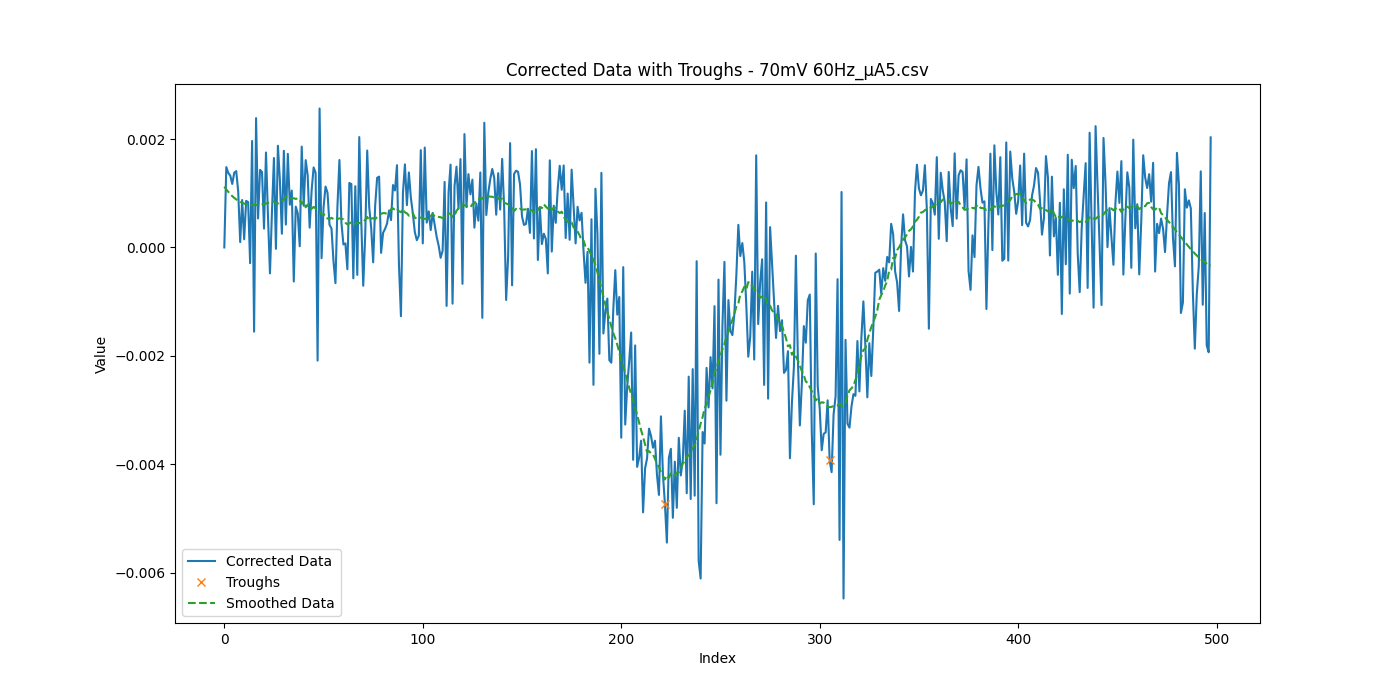 Corrected Data with Troughs - 70mV 60Hz_μA5.csv
0.002
0.000
−0.002
−0.004
−0.006
Value
Corrected Data
Troughs
Smoothed Data
0 100 200 300 400 500
Index